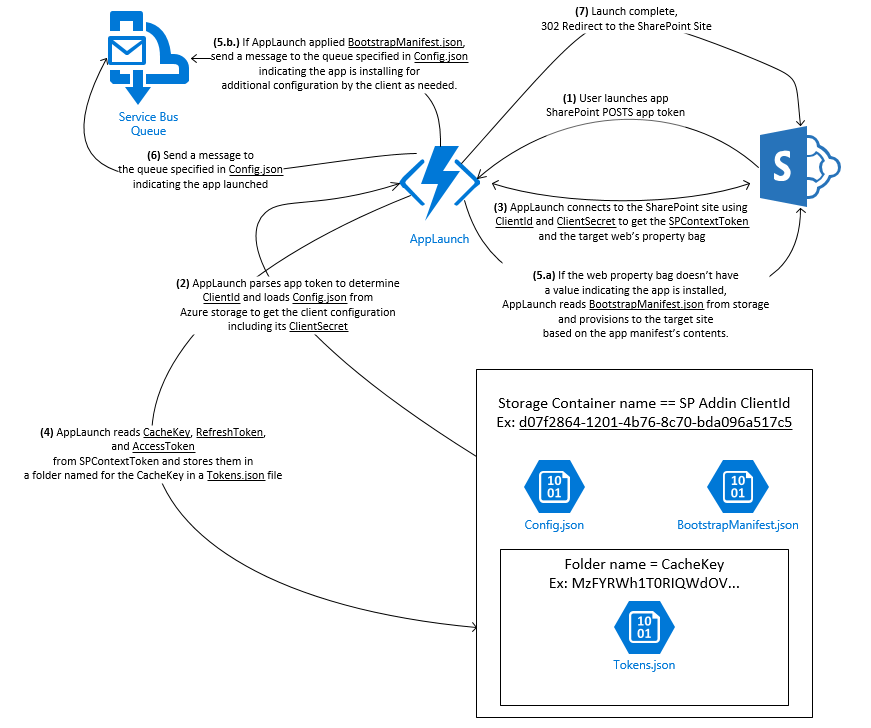 (7) Launch complete,
302 Redirect to the SharePoint Site
(5.b.) If AppLaunch applied BootstrapManifest.json,
send a message to the queue specified in Config.json
indicating the app is installing for
additional configuration by the client as needed.
(1) User launches app
SharePoint POSTS app token
Service Bus
Queue
(6) Send a message to
the queue specified in Config.json
indicating the app launched
S
AppLaunch
(3) AppLaunch connects to the SharePoint site using
ClientId and ClientSecret to get the SPContextToken
and the target web's property bag
(2) AppLaunch parses app token to determine
ClientId and loads Config.json from
Azure storage to get the client configuration
including its ClientSecret
(5.a) If the web property bag doesn't have
a value indicating the app is installed,
AppLaunch reads BootstrapManifest.json from storage
and provisions to the target site
based on the app manifest's contents.
(4) AppLaunch reads CacheKey, RefreshToken,
and AccessToken
from SPContextToken and stores them in
a folder named for the CacheKey in a Tokens.json file
Storage Container name == SP Addin ClientId
Ex: d07f2864-1201-4b76-8c70-bda096a517c5
10
01
Config.json
10
01
BootstrapManifest.json
Folder name = CacheKey
Ex: MzFYRWh1T0RIQWdOV...
10
01
Tokens.json